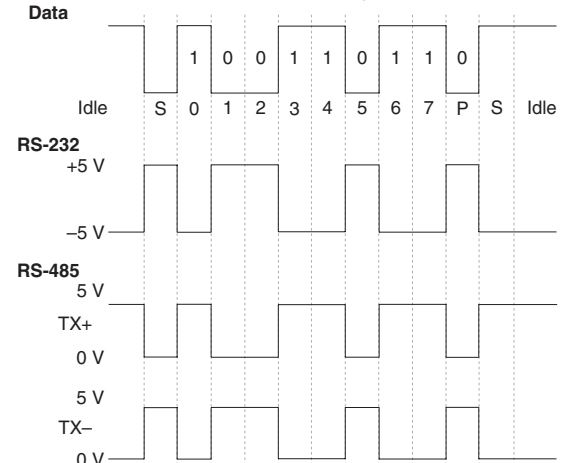 Data
1 0 0 1 1 0 1 1 0
Idle S 0 1 2 3 4 5 6 7 P S Idle
RS-232
+5 V
–5 V
RS-485
5 V
TX+
0 V
5 V
TX–
0 V